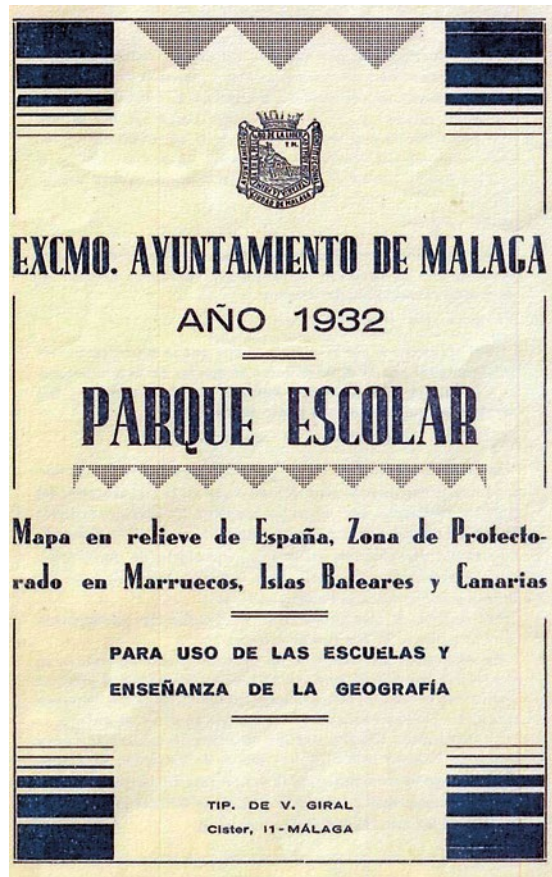 EXCMO. AYUNTAMIENTO DE MALAGA
AÑO 1932
PARQUE ESCOLAR
Mapa en relieve de España, Zona de Protecto-
rado en Marruecos, Islas Baleares y Canarias
PARA USO DE LAS ESCUELAS Y
ENSEÑANZA DE LA GEOGRAFÍA
TIP. DE V. GIRAL
Cister, 11-MÁLAGA